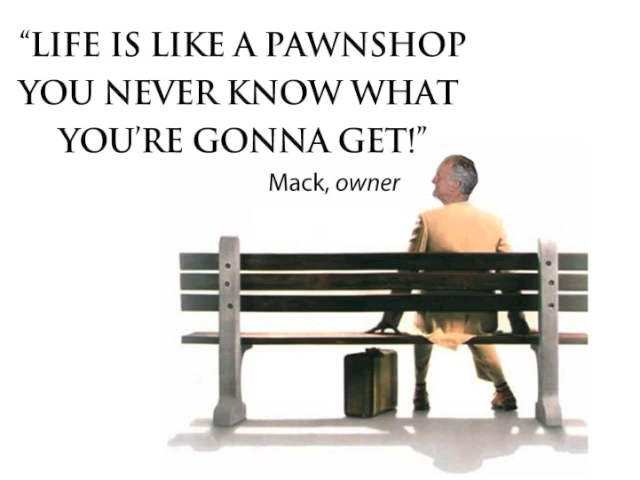 “LIFE IS LIKE A PAWNSHOP
YOU NEVER KNOW WHAT
YOU’RE GONNA GET!”
Mack, owner